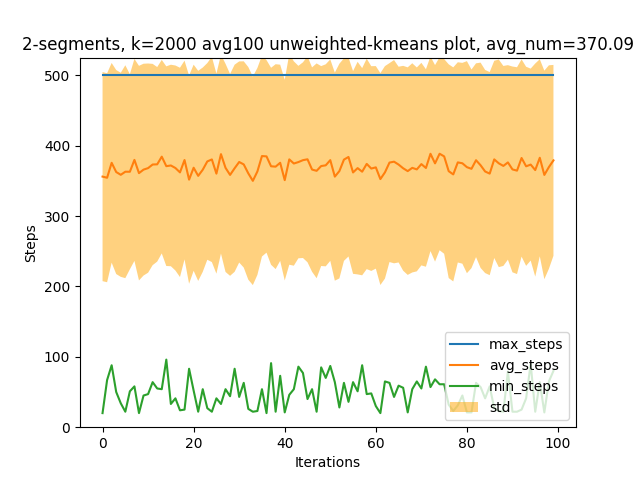 2-segments, k=2000 avg100 unweighted-kmeans plot, avg_num=370.09
500
400
300
200
100
0
Steps
0 20 40 60 80 100
Iterations
max_steps
avg_steps
min_steps
std